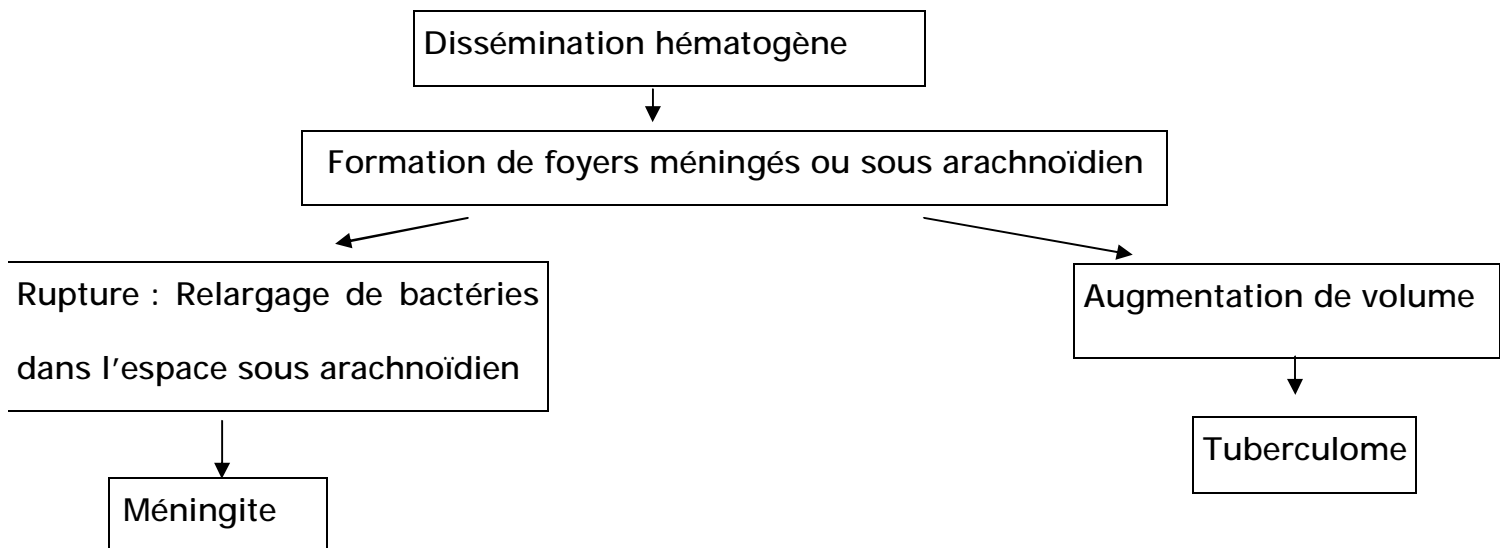 Dissémination hématogène
Formation de foyers méningés ou sous arachnoïdien
Rupture : Relargage de bactéries
dans l'espace sous arachnoïdien
Augmentation de volume
Tuberculome
Méningite